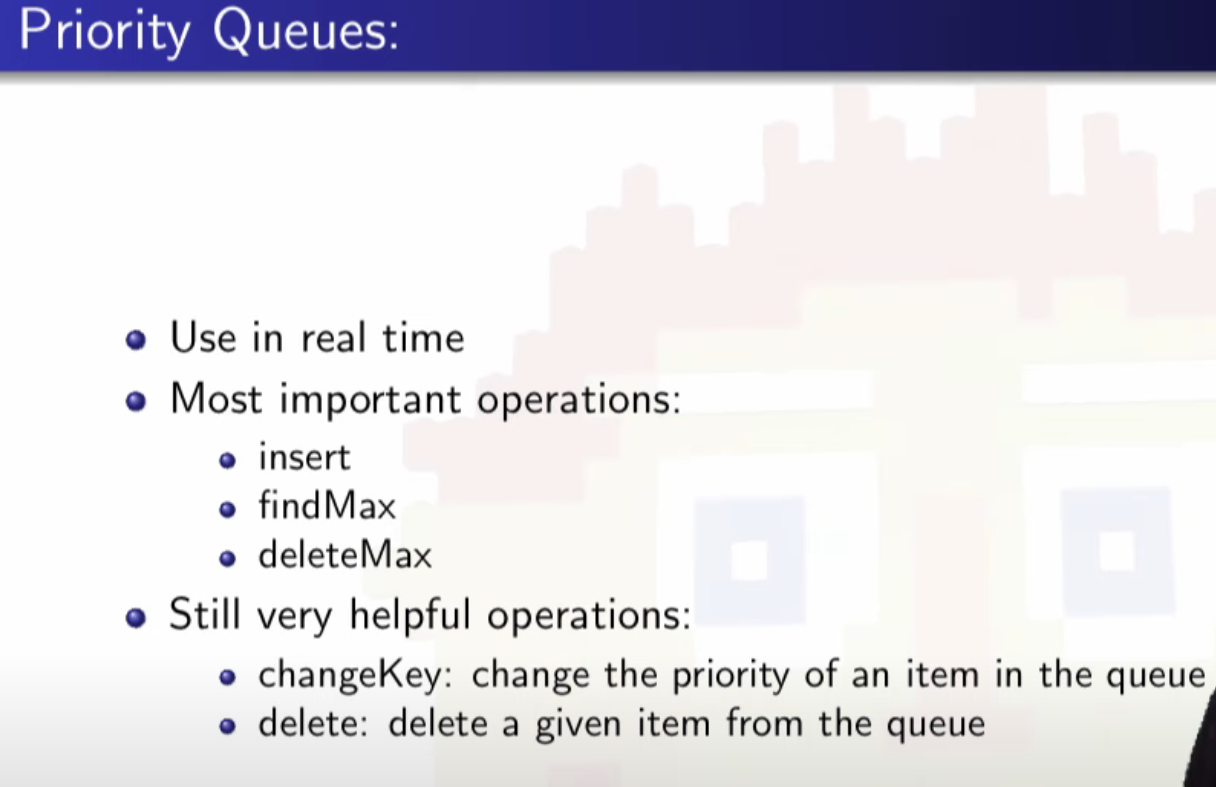 Priority Queues:
Use in real time
Most important operations:
insert
findMax
deleteMax
Still very helpful operations:
changeKey: change the priority of an item in the queue
delete: delete a given item from the queue